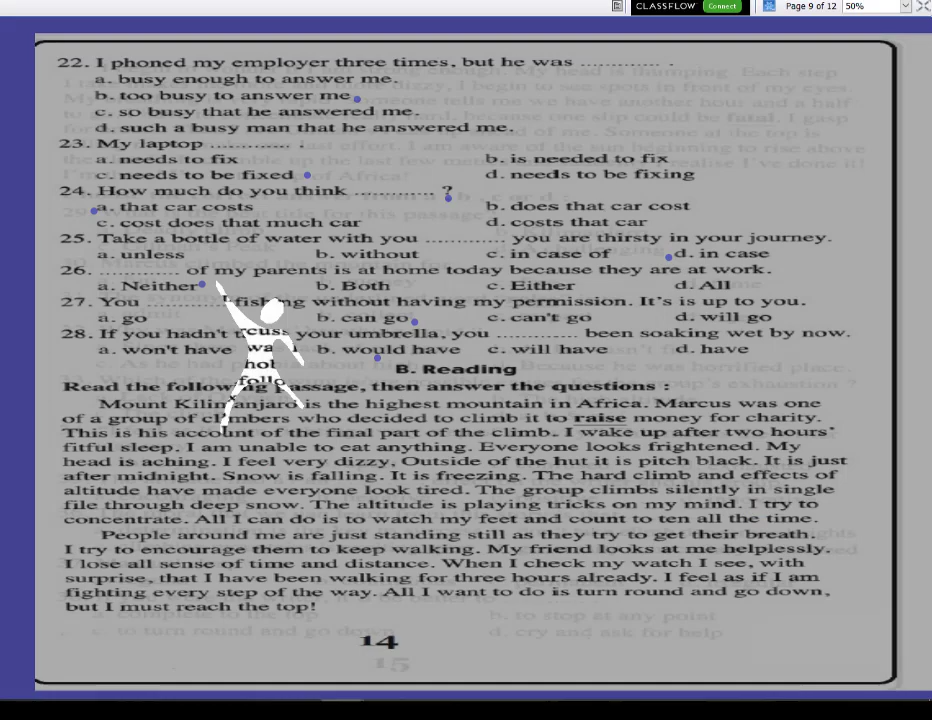 CLASSFLOW Connect Page 9 of 12 50%
22. I phoned my employer three times, but he was ............. .
a. busy enough to answer me.
b. too busy to answer me
c. so busy that he answered me.
d. such a busy man that he answered me.
23. My laptop ............. .
a. needs to fix b. is needed to fix
c. needs to be fixed d. needs to be fixing
24. How much do you think ............. ?
a. that car costs b. does that car cost
c. cost does that much car d. costs that car
25. Take a bottle of water with you ............. you are thirsty in your journey.
a. unless b. without c. in case of d. in case
26. ............. of my parents is at home today because they are at work.
a. Neither b. Both c. Either d. All
27. You ............. fishing without having my permission. It's is up to you.
a. go b. can go c. can't go d. will go
28. If you hadn't your umbrella, you ............. been soaking wet by now.
a. won't have b. would have c. will have d. have
B. Reading
Read the following passage, then answer the questions :
Mount Kilimanjaro is the highest mountain in Africa. Marcus was one
of a group of climbers who decided to climb it to raise money for charity.
This is his account of the final part of the climb. I wake up after two hours'
fitful sleep. I am unable to eat anything. Everyone looks frightened. My
head is aching. I feel very dizzy, Outside of the hut it is pitch black. It is just
after midnight. Snow is falling. It is freezing. The hard climb and effects of
altitude have made everyone look tired. The group climbs silently in single
file through deep snow. The altitude is playing tricks on my mind. I try to
concentrate. All I can do is to watch my feet and count to ten all the time.
People around me are just standing still as they try to get their breath.
I try to encourage them to keep walking. My friend looks at me helplessly.
I lose all sense of time and distance. When I check my watch I see, with
surprise, that I have been walking for three hours already. I feel as if I am
fighting every step of the way. All I want to do is turn round and go down,
but I must reach the top!
14